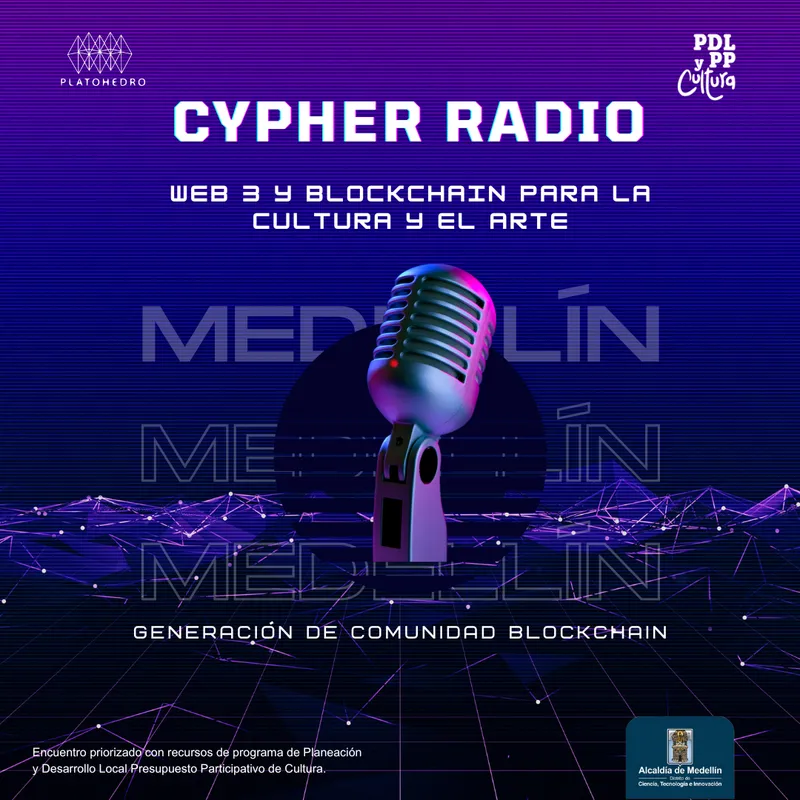 PLATOHEDRO
PDL
y PP
Cultura
CYPHER RADIO
WEB 3 Y BLOCKCHAIN PARA LA
CULTURA Y EL ARTE
MEDELLÍN
MEDELLÍN
MEDELLÍN
GENERACIÓN DE COMUNIDAD BLOCKCHAIN
Encuentro priorizado con recursos de programa de Planeación
y Desarrollo Local Presupuesto Participativo de Cultura.
Alcaldía de Medellín
Distrito de
Ciencia, Tecnología e Innovación